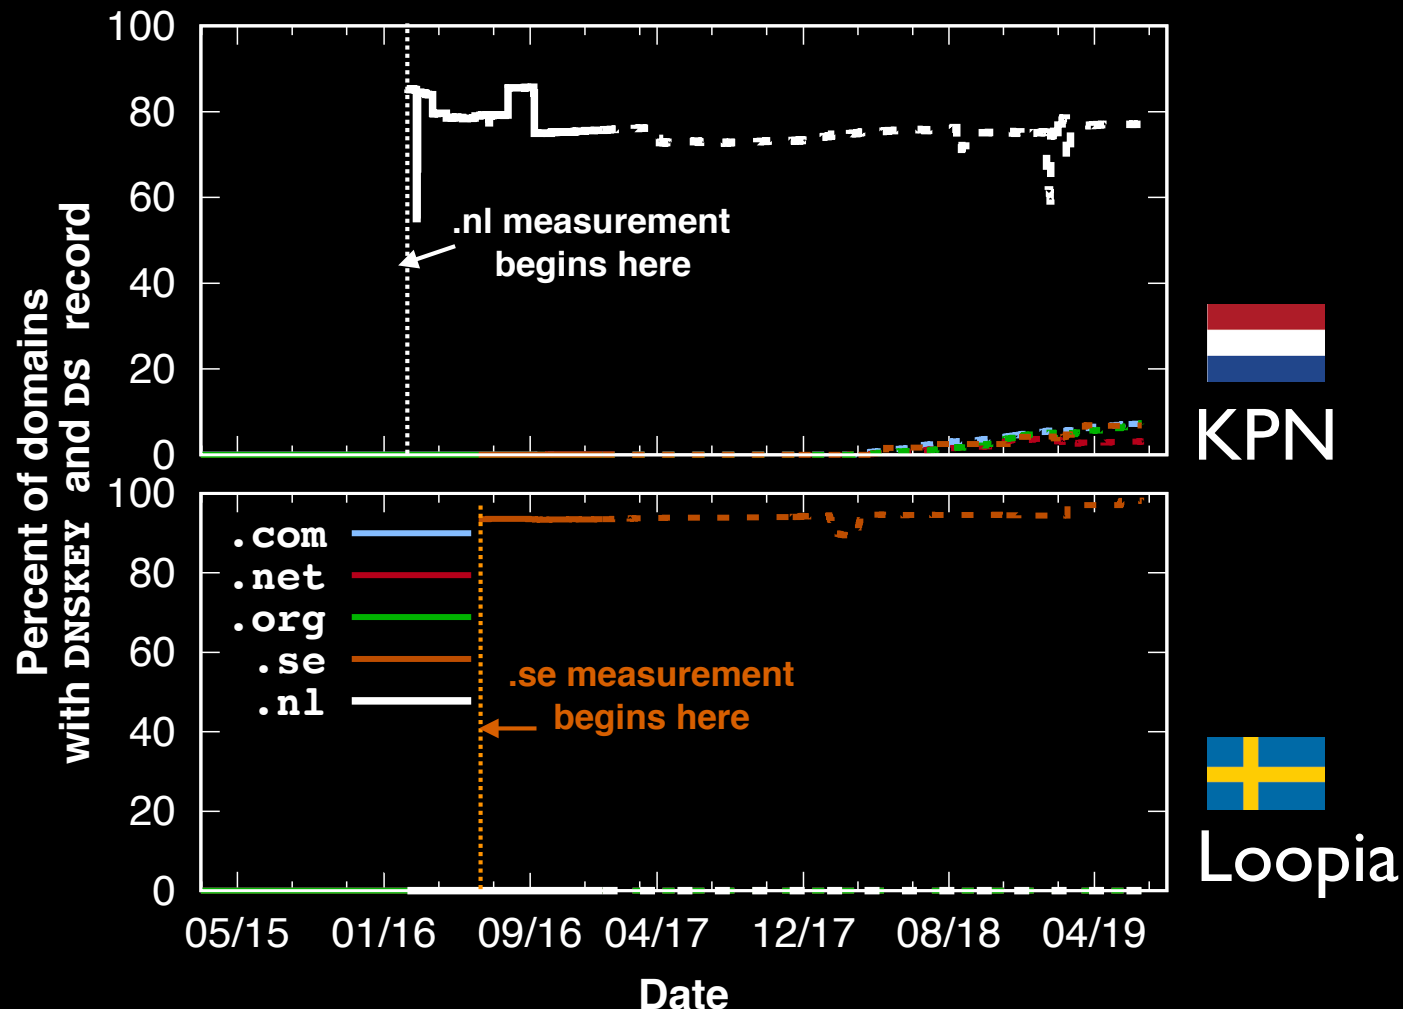 Percent of domains
with DNSKEY and DS record
100
80
60
40
20
0
.nl measurement
begins here
KPN
100
80
60
40
20
0
.com
.net
.org
.se
.nl
.se measurement
begins here
Loopia
05/15 01/16 09/16 04/17 12/17 08/18 04/19
Date